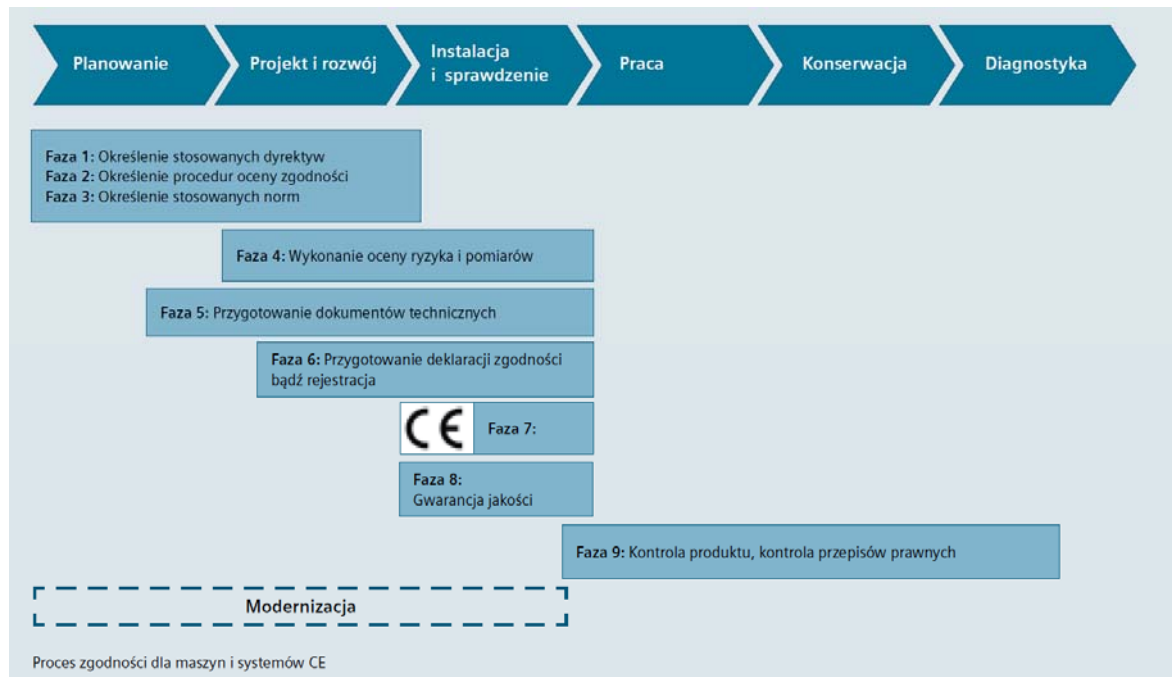 Planowanie
Projekt i rozwój
Instalacja
i sprawdzenie
Praca
Konserwacja
Diagnostyka
Faza 1: Określenie stosowanych dyrektyw
Faza 2: Określenie procedur oceny zgodności
Faza 3: Określenie stosowanych norm
Faza 4: Wykonanie oceny ryzyka i pomiarów
Faza 5: Przygotowanie dokumentów technicznych
Faza 6: Przygotowanie deklaracji zgodności
bądź rejestracja
CE Faza 7:
Faza 8:
Gwarancja jakości
Faza 9: Kontrola produktu, kontrola przepisów prawnych
Modernizacja
Proces zgodności dla maszyn i systemów CE